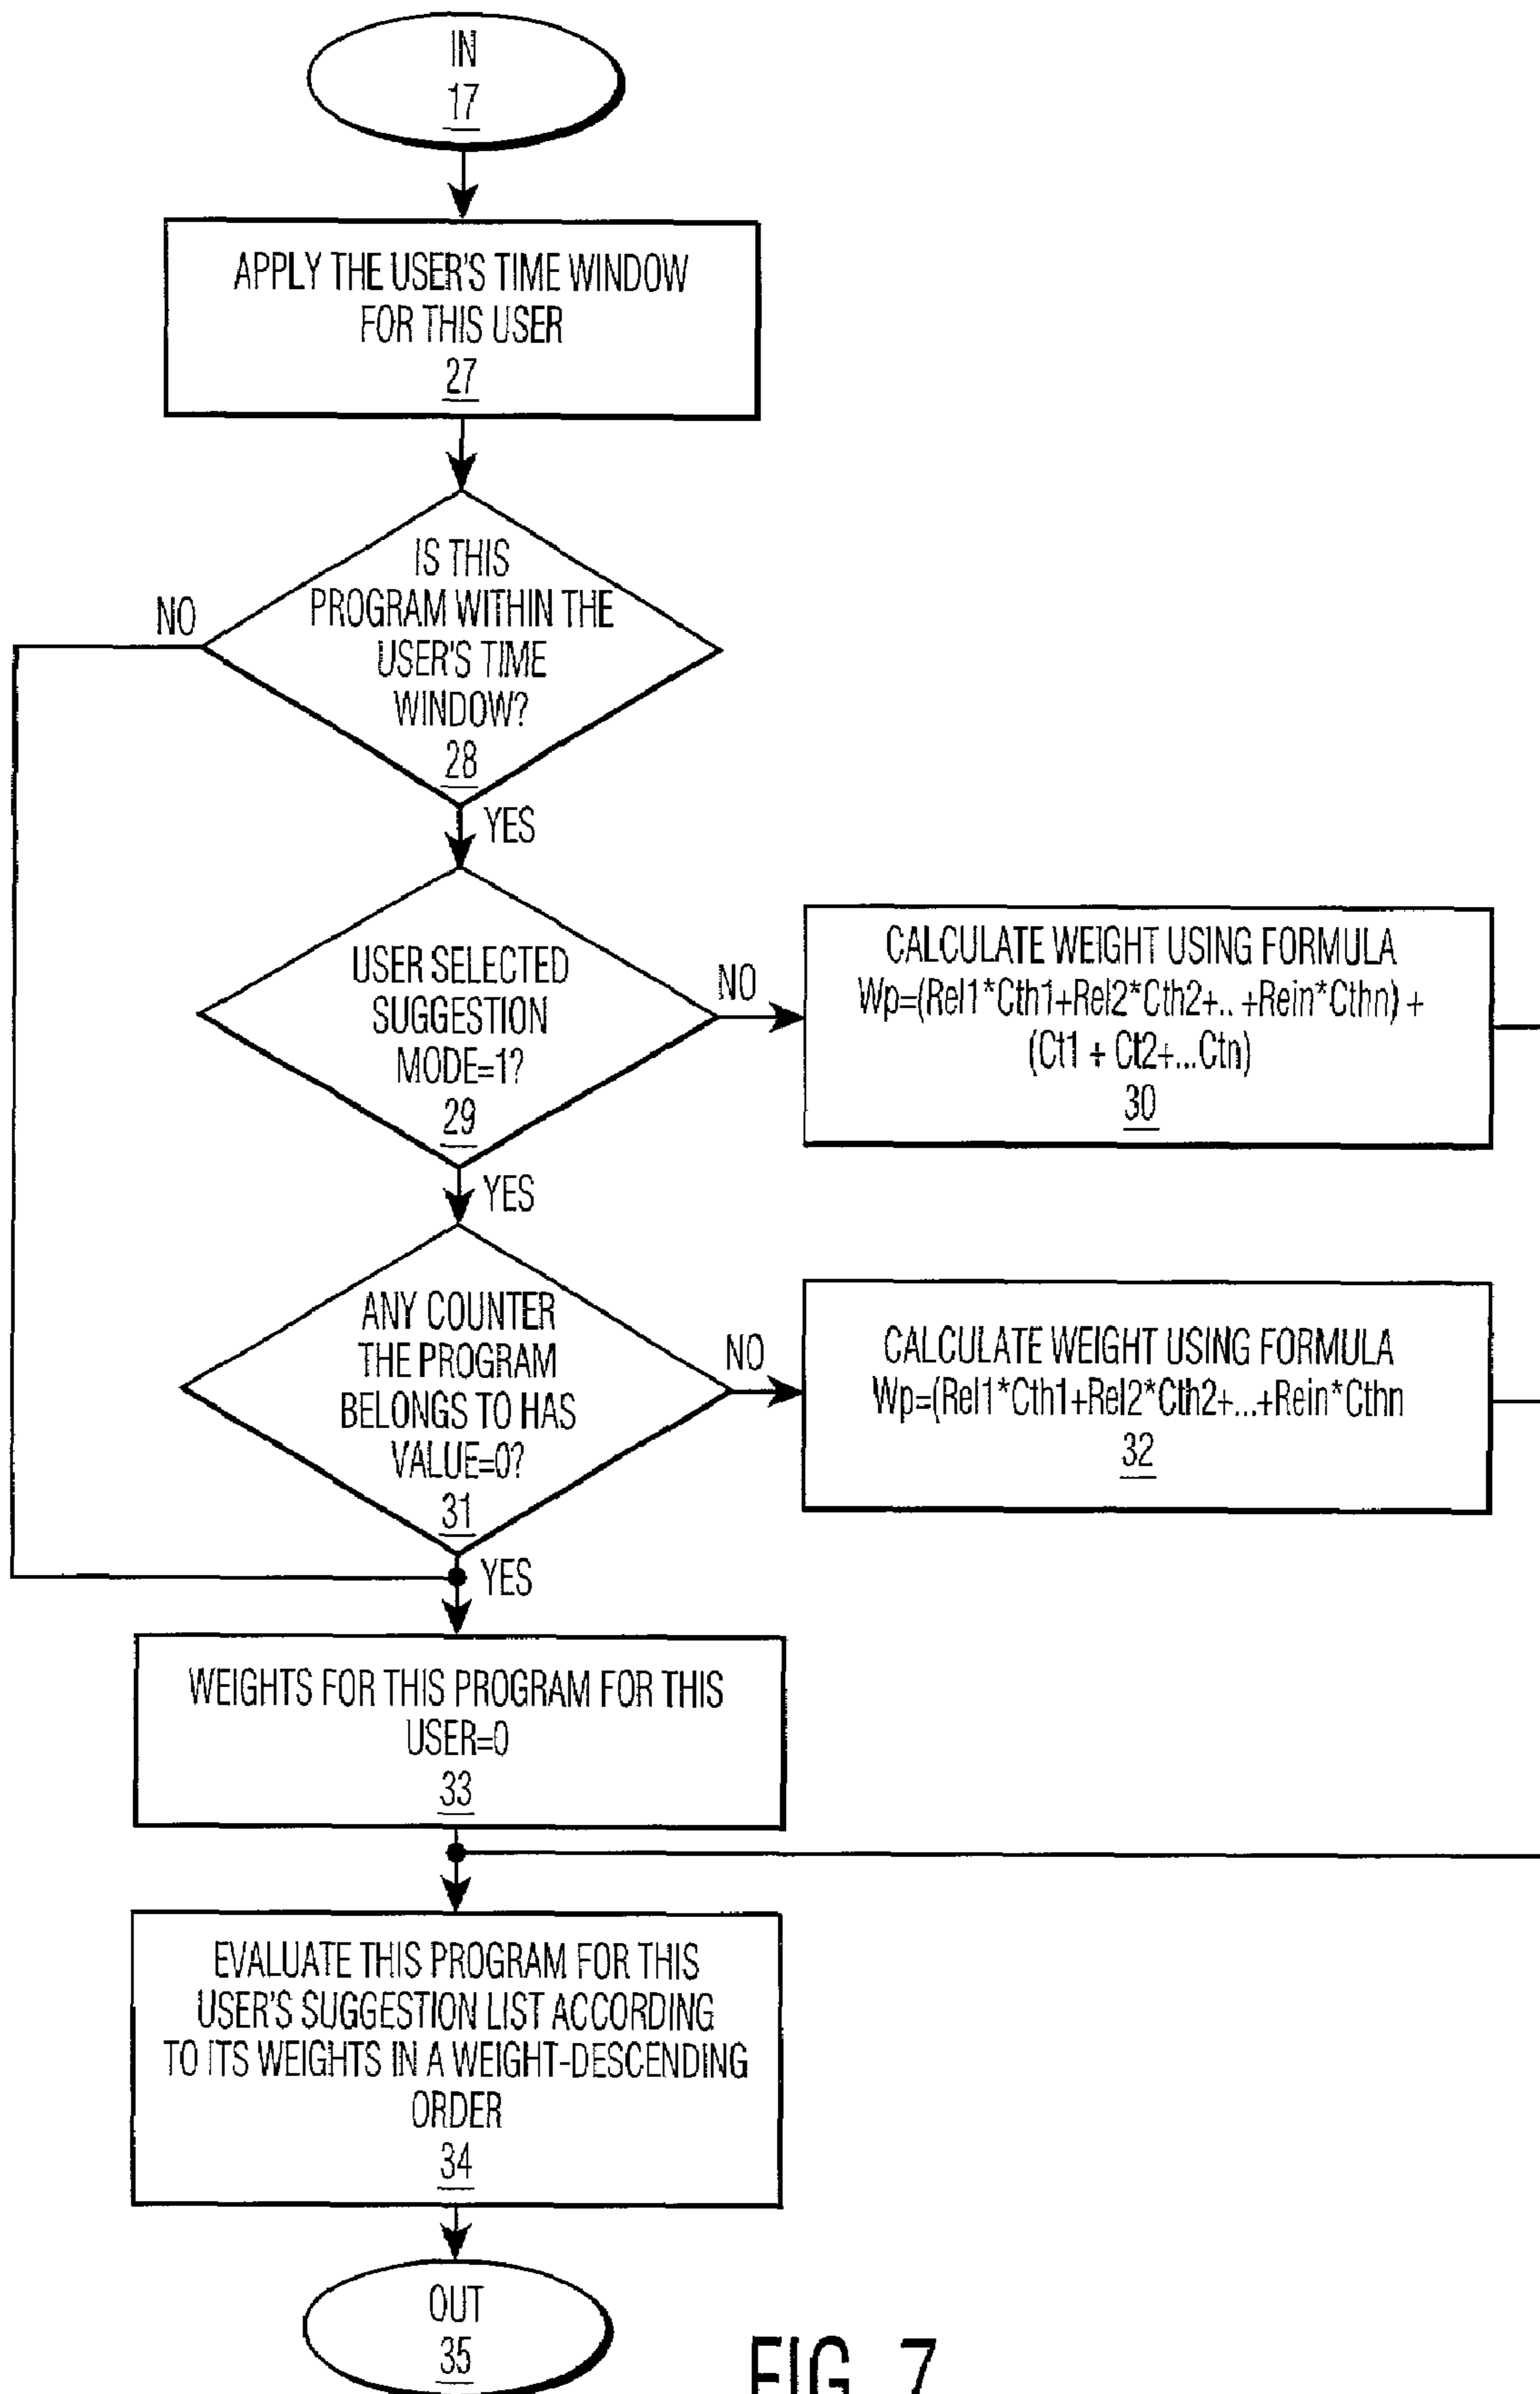 IN
17
APPLY THE USER'S TIME WINDOW
FOR THIS USER
27
IS THIS
PROGRAM WITHIN THE
USER'S TIME
WINDOW?
28
NO
YES
USER SELECTED
SUGGESTION
MODE=1?
29
NO
YES
CALCULATE WEIGHT USING FORMULA
Wp=(Rel1*Cth1+Rel2*Cth2+.. +Rein*Cthn) +
(Ct1 + Ct2+...Ctn)
30
ANY COUNTER
THE PROGRAM
BELONGS TO HAS
VALUE=0?
31
NO
YES
CALCULATE WEIGHT USING FORMULA
Wp=(Rel1*Cth1+Rel2*Cth2+...+Rein*Cthn
32
WEIGHTS FOR THIS PROGRAM FOR THIS
USER=0
33
EVALUATE THIS PROGRAM FOR THIS
USER'S SUGGESTION LIST ACCORDING
TO ITS WEIGHTS IN A WEIGHT-DESCENDING
ORDER
34
OUT
35
FIG. 7